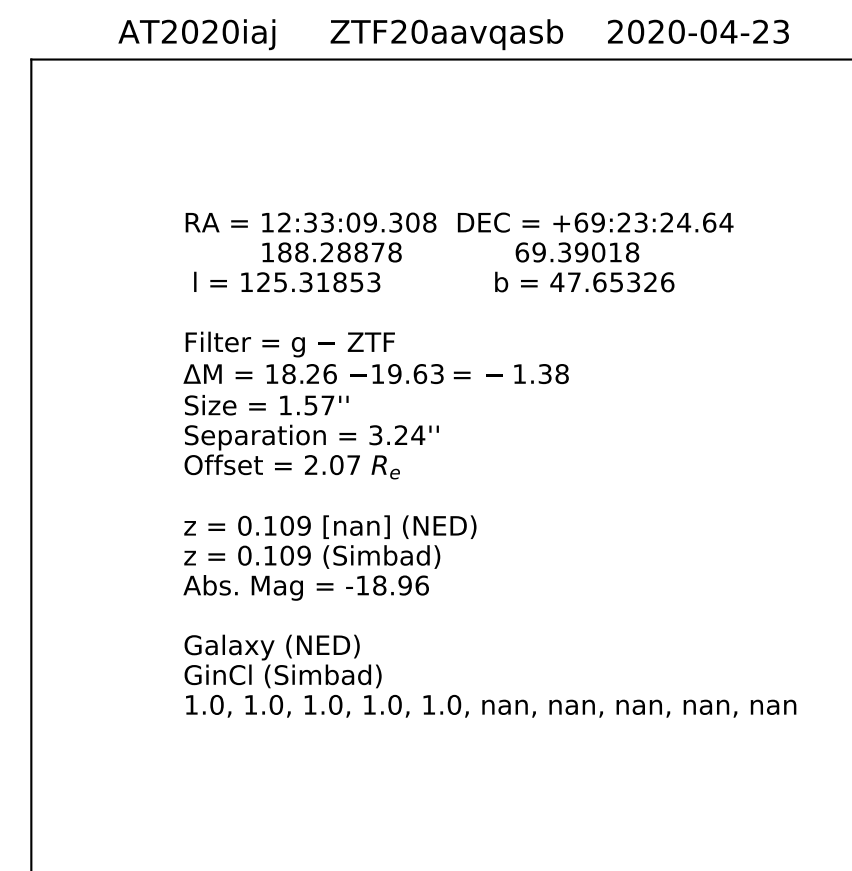 AT2020iaj ZTF20aavqasb 2020-04-23
RA = 12:33:09.308 DEC = +69:23:24.64
188.28878 69.39018
l = 125.31853 b = 47.65326
Filter = g − ZTF
ΔM = 18.26 −19.63 = − 1.38
Size = 1.57''
Separation = 3.24''
Offset = 2.07 Rₑ
z = 0.109 [nan] (NED)
z = 0.109 (Simbad)
Abs. Mag = -18.96
Galaxy (NED)
GinCl (Simbad)
1.0, 1.0, 1.0, 1.0, 1.0, nan, nan, nan, nan, nan